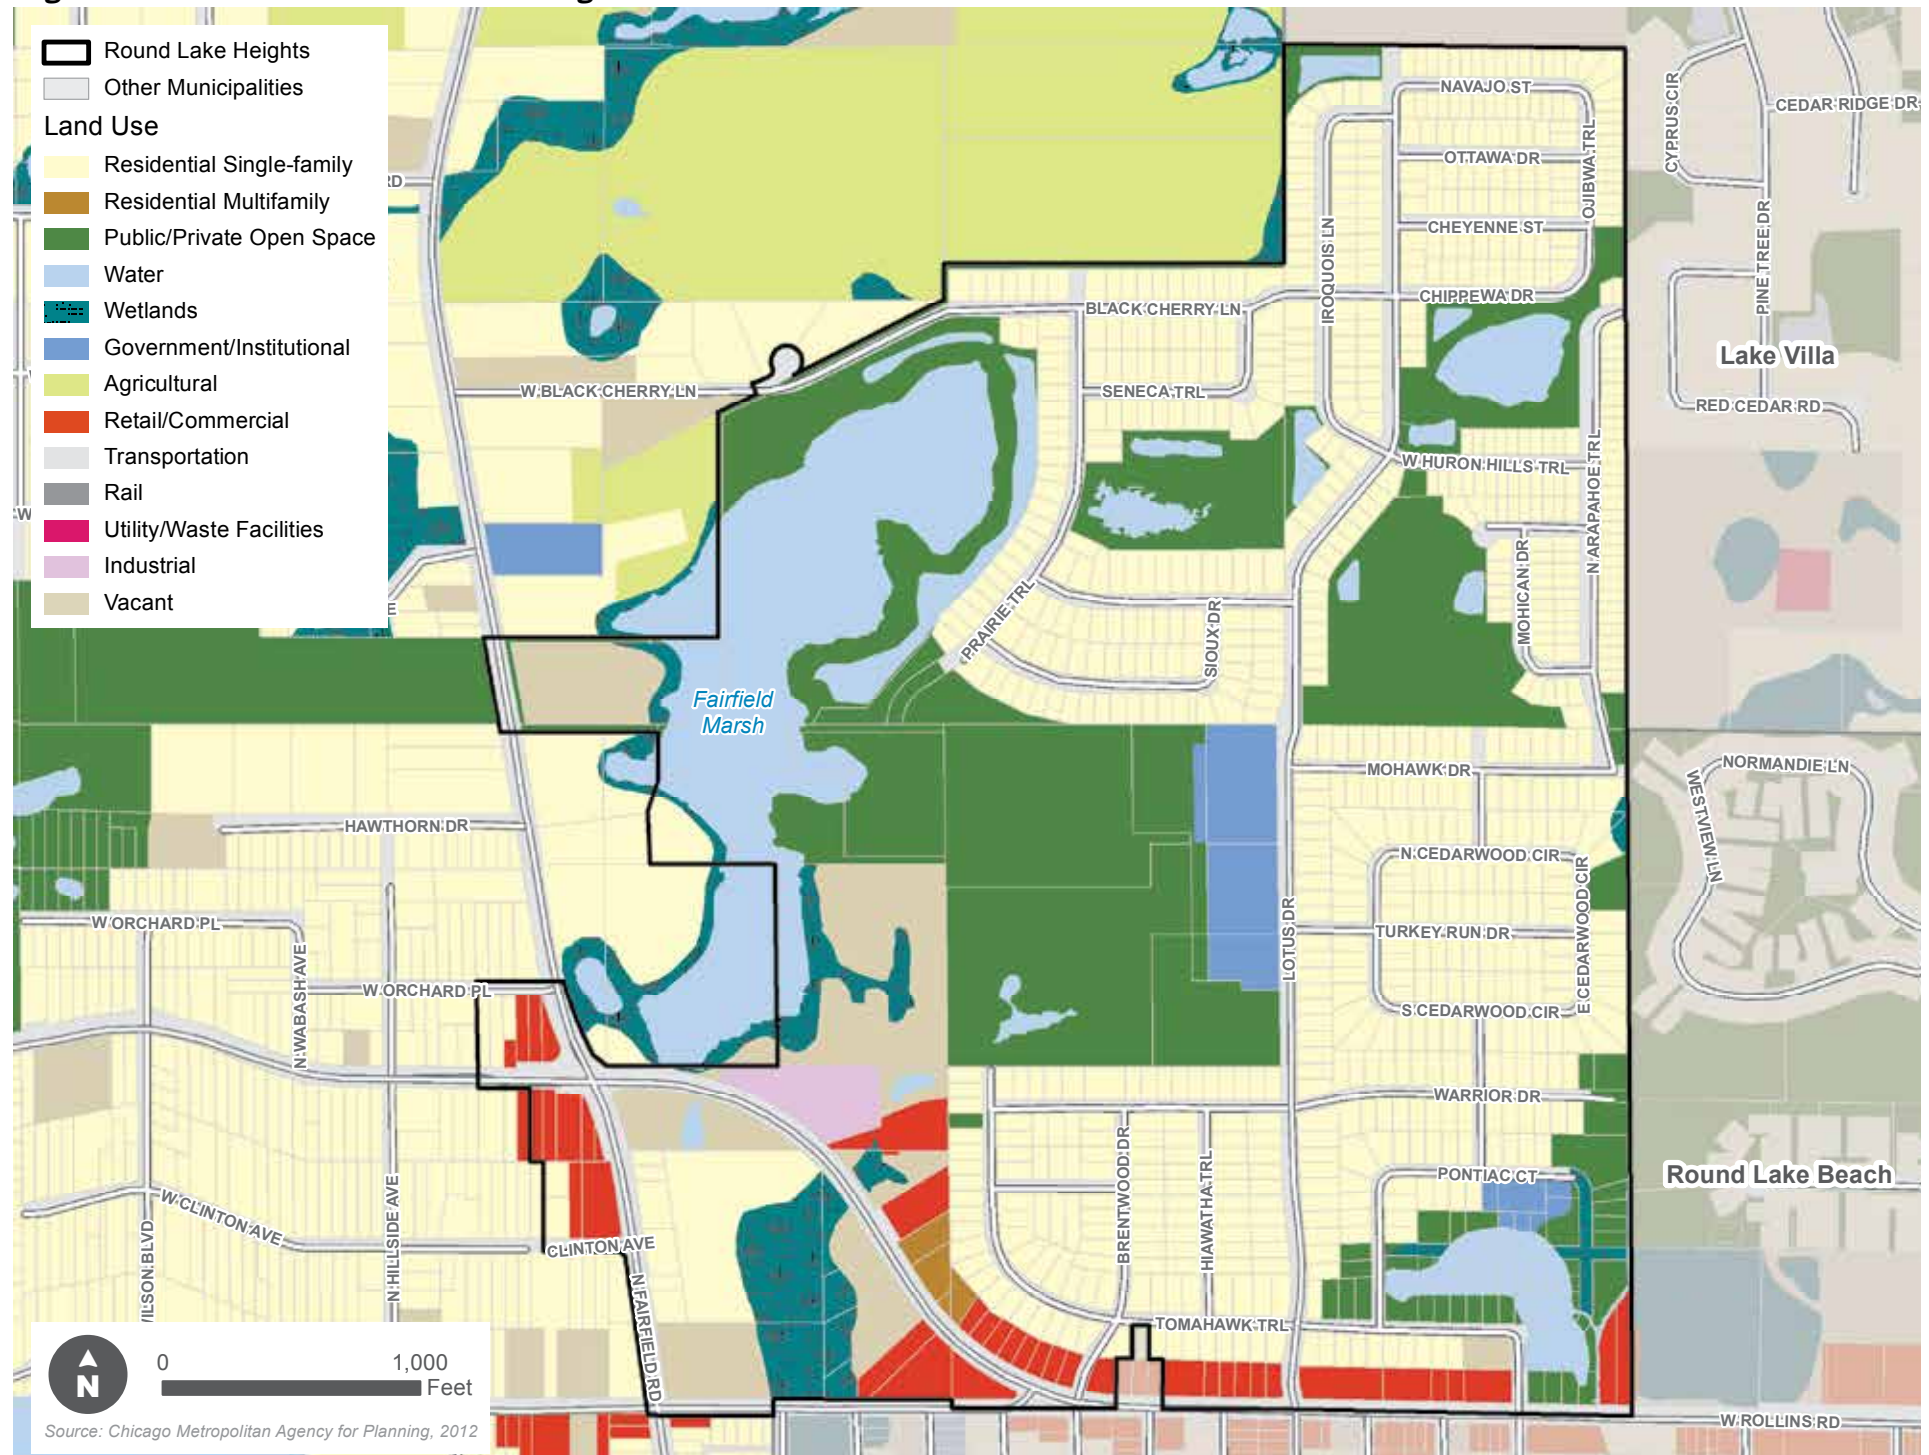 Round Lake Heights
Other Municipalities
Land Use
Residential Single-family
Residential Multifamily
Public/Private Open Space
Water
Wetlands
Government/Institutional
Agricultural
Retail/Commercial
Transportation
Rail
Utility/Waste Facilities
Industrial
Vacant
RD
E
W
NAVAJO ST
OTTAWA DR
CHEYENNE ST
CHIPPEWA DR
OJIBWA TRL
IROQUOIS LN
CYPRUS CIR
CEDAR RIDGE DR
PINE TREE DR
Lake Villa
RED CEDAR RD
BLACK CHERRY LN
W BLACK CHERRY LN
SENECA TRL
W HURON HILLS TRL
N ARAPAHOE TRL
MOHICAN DR
PRAIRIE TRL
SIOUX DR
Fairfield
Marsh
MOHAWK DR
NORMANDIE LN
WESTVIEW LN
HAWTHORN DR
N CEDARWOOD CIR
E CEDARWOOD CIR
TURKEY RUN DR
S CEDARWOOD CIR
LOTUS DR
W ORCHARD PL
N WABASH AVE
W ORCHARD PL
WARRIOR DR
PONTIAC CT
Round Lake Beach
BRENTWOOD DR
HIAWATHA TRL
W CLINTON AVE
CLINTON AVE
N HILLSIDE AVE
WILSON BLVD
N FAIRFIELD RD
TOMAHAWK TRL
W ROLLINS RD
N
0 1,000
Feet
Source: Chicago Metropolitan Agency for Planning, 2012